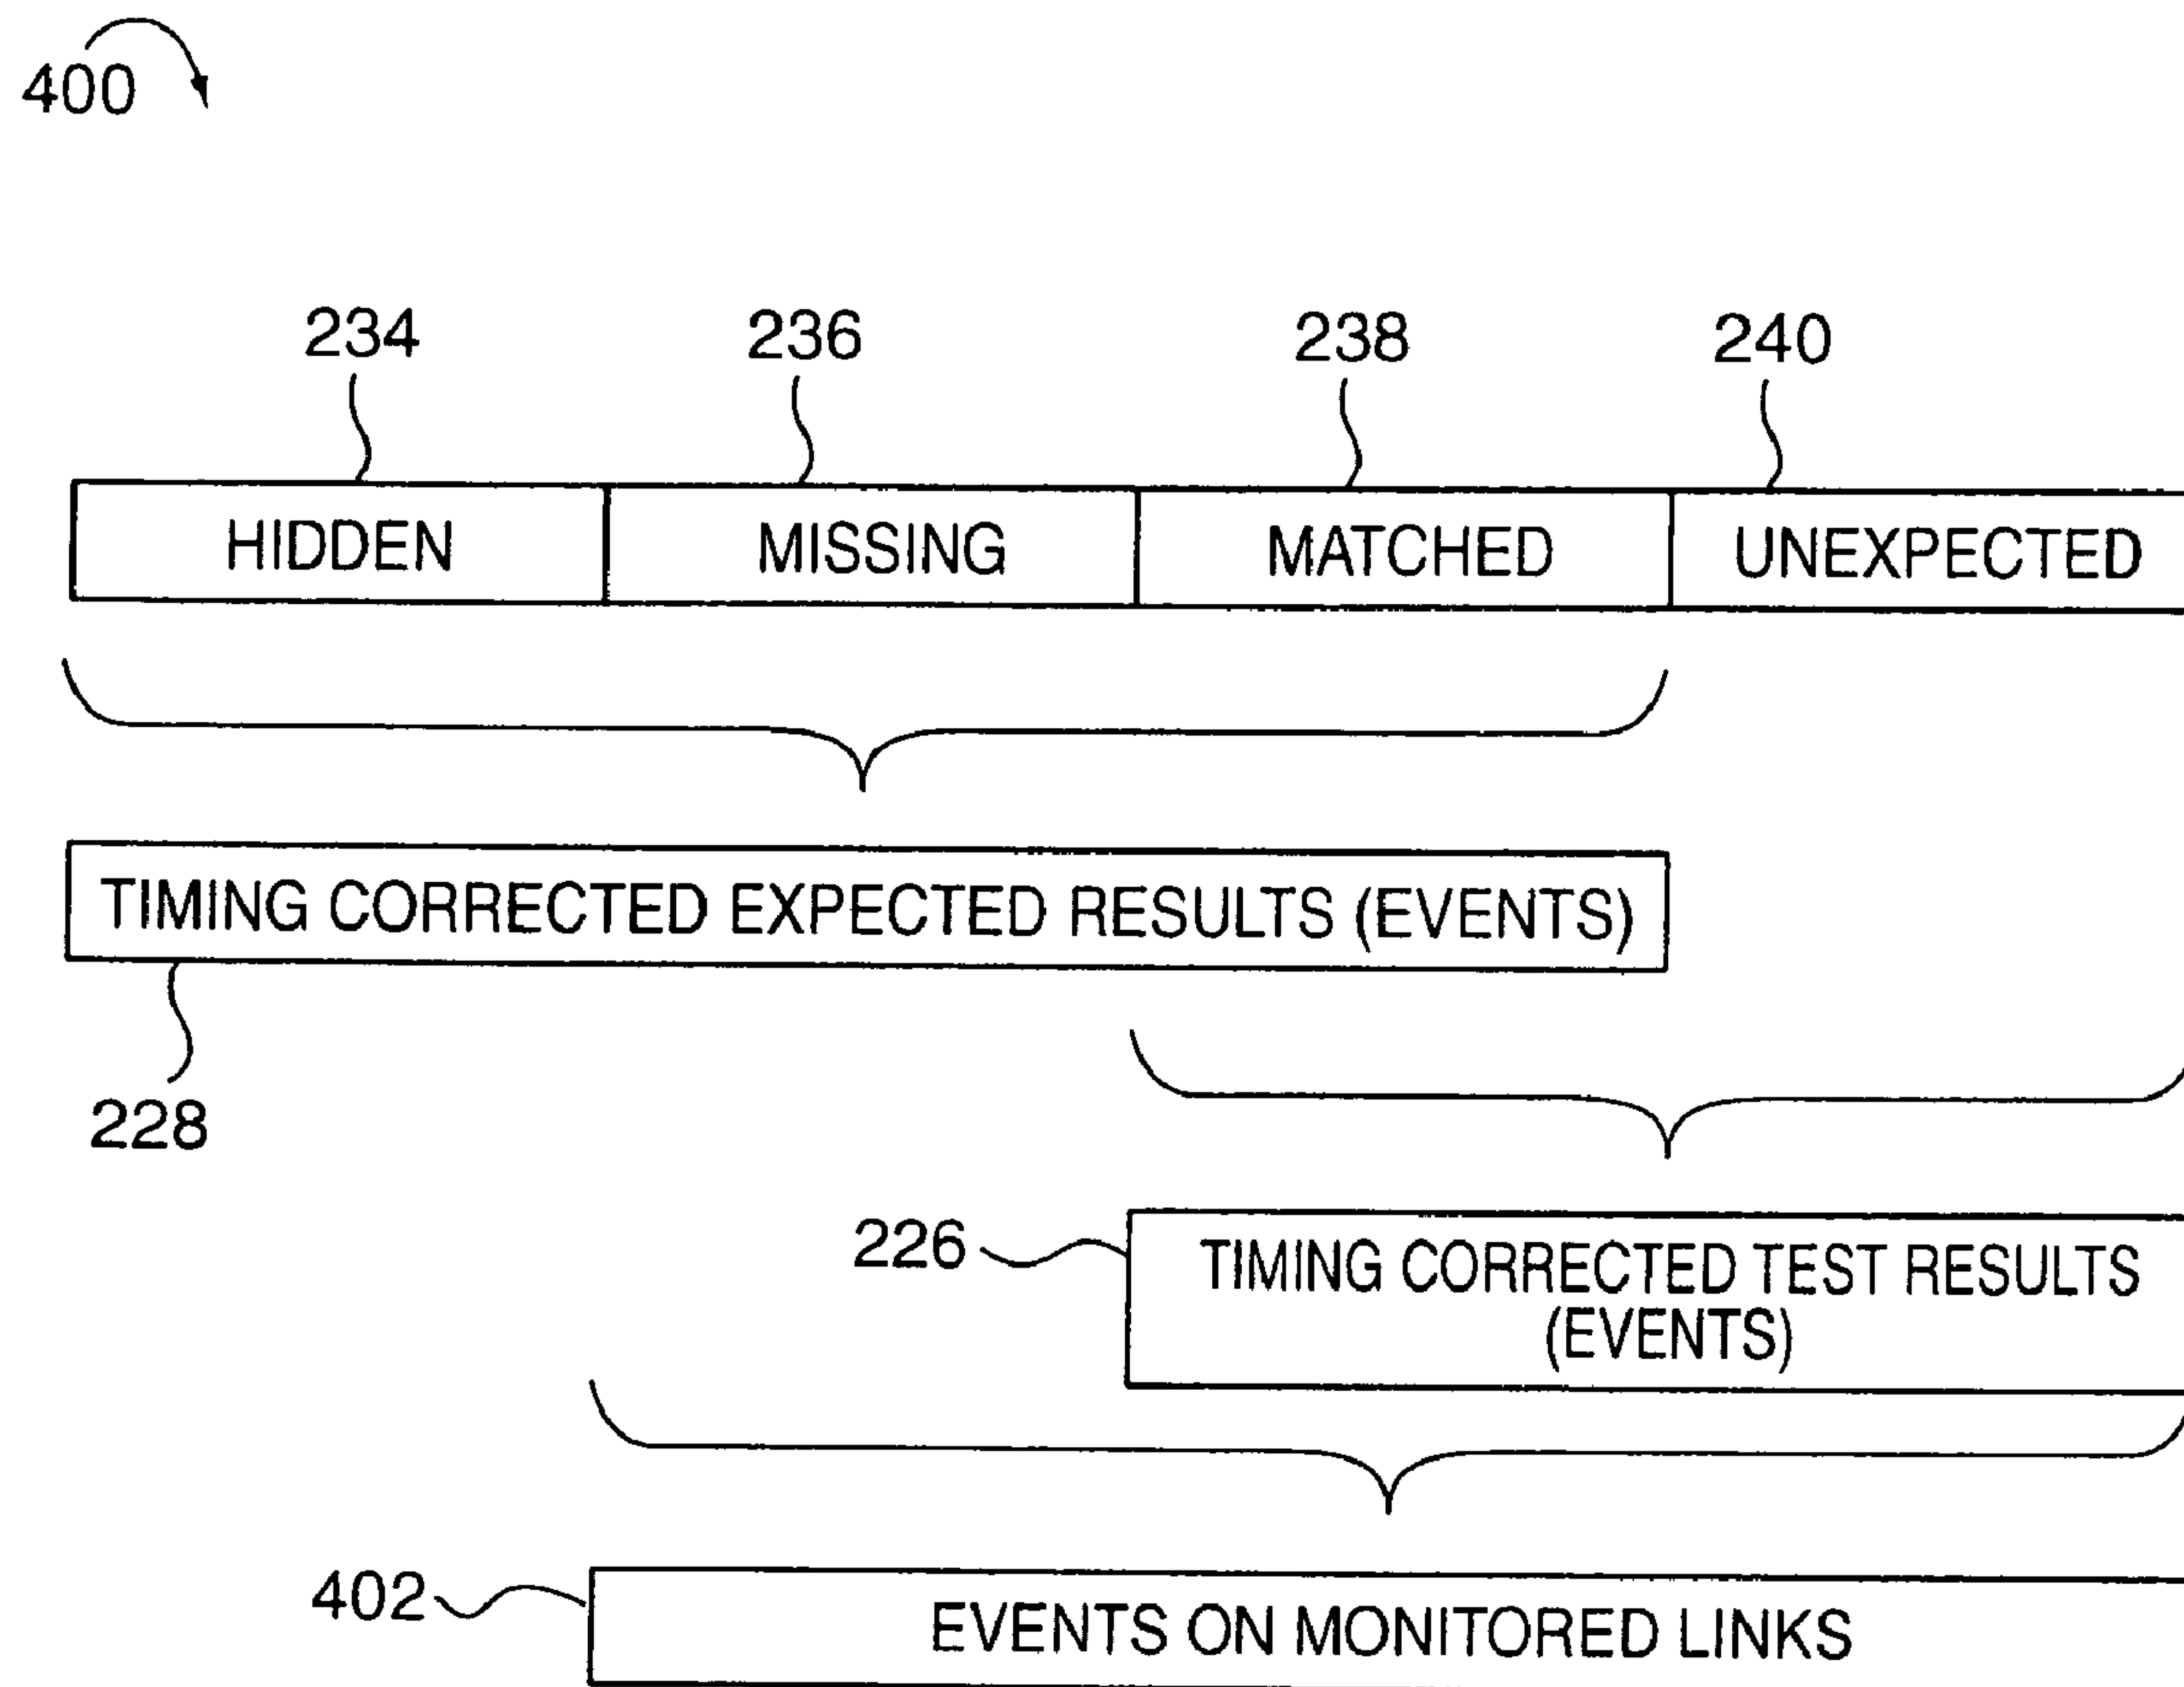 400
234 236 238 240
HIDDEN MISSING MATCHED UNEXPECTED
TIMING CORRECTED EXPECTED RESULTS (EVENTS)
228
226 TIMING CORRECTED TEST RESULTS
(EVENTS)
402 EVENTS ON MONITORED LINKS